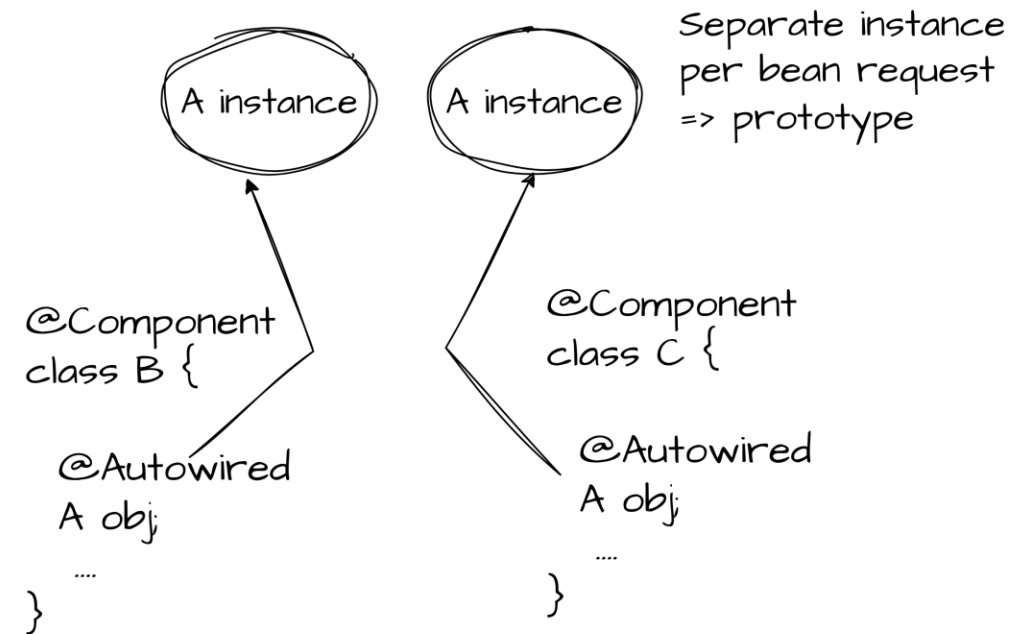 A instance
A instance
Separate instance
per bean request
=> prototype
@Component
class B {
@Autowired
A obj;
....
}
@Component
class C {
@Autowired
A obj;
....
}